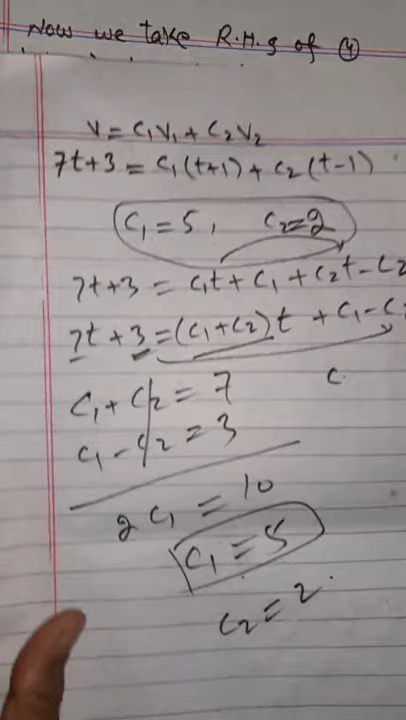 Now we take R.H.S of ④
V = C₁V₁ + C₂V₂
7t+3 = C₁(t+1) + C₂(t-1)
C₁ = 5, C₂ = 2
7t+3 = C₁t + C₁ + C₂t - C₂
7t + 3 = (C₁+C₂)t + C₁ - C
C
C₁ + C₂ = 7
C₁ - C₂ = 3
2C₁ = 10
C₁ = 5
C₂ = 2.